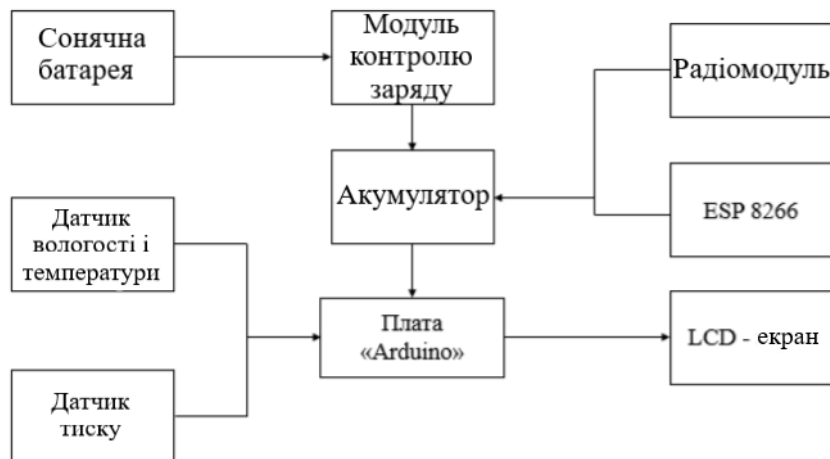 Сонячна
батарея
Модуль
контролю
заряду
Радіомодуль
Акумулятор
ESP 8266
Датчик
вологості і
температури
Плата
«Arduino»
LCD - екран
Датчик
тиску